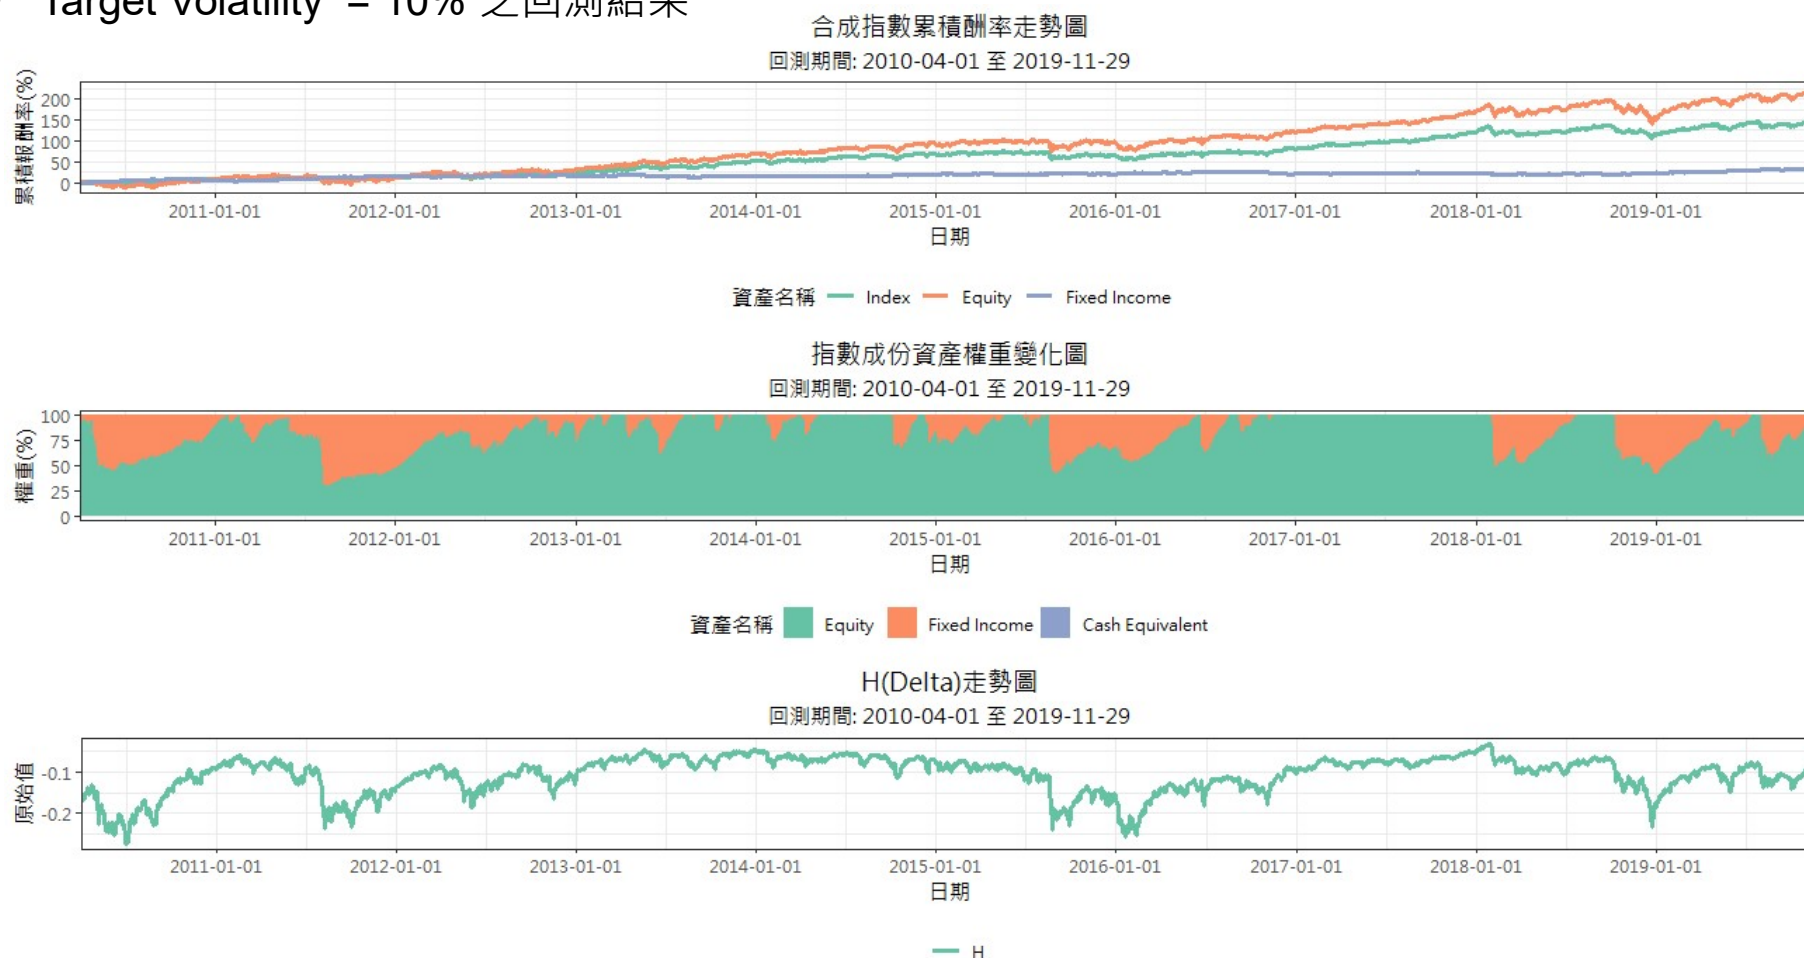 Target Volatility = 10% 之回測結果
合成指數累積酬率走勢圖
回測期間: 2010-04-01 至 2019-11-29
累積報酬率(%)
200
150
100
50
0
2011-01-01 2012-01-01 2013-01-01 2014-01-01 2015-01-01 2016-01-01 2017-01-01 2018-01-01 2019-01-01
日期
資產名稱 Index Equity Fixed Income
指數成份資產權重變化圖
回測期間: 2010-04-01 至 2019-11-29
權重(%)
100
75
50
25
0
2011-01-01 2012-01-01 2013-01-01 2014-01-01 2015-01-01 2016-01-01 2017-01-01 2018-01-01 2019-01-01
日期
資產名稱 Equity Fixed Income Cash Equivalent
H(Delta)走勢圖
回測期間: 2010-04-01 至 2019-11-29
原始值
-0.1
-0.2
2011-01-01 2012-01-01 2013-01-01 2014-01-01 2015-01-01 2016-01-01 2017-01-01 2018-01-01 2019-01-01
日期
H